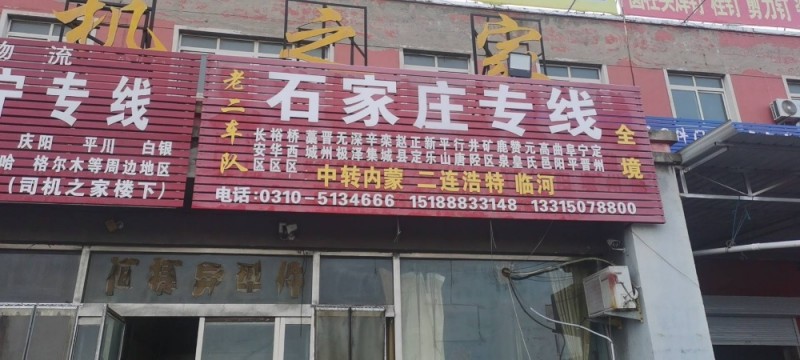 机之家
物流
宁专线
庆阳 平川 白银
哈 格尔木等周边地区
(司机之家楼下)
老二车队
石家庄专线
全境
长裕桥藁晋无深辛栾赵正新平行井矿鹿赞元高曲阜宁定
安华西城州极泽集城县定乐山唐陉区泉皇氏邑阳平晋州
区区区
中转内蒙 二连浩特 临河
电话:0310-5134666 15188833148 13315078800